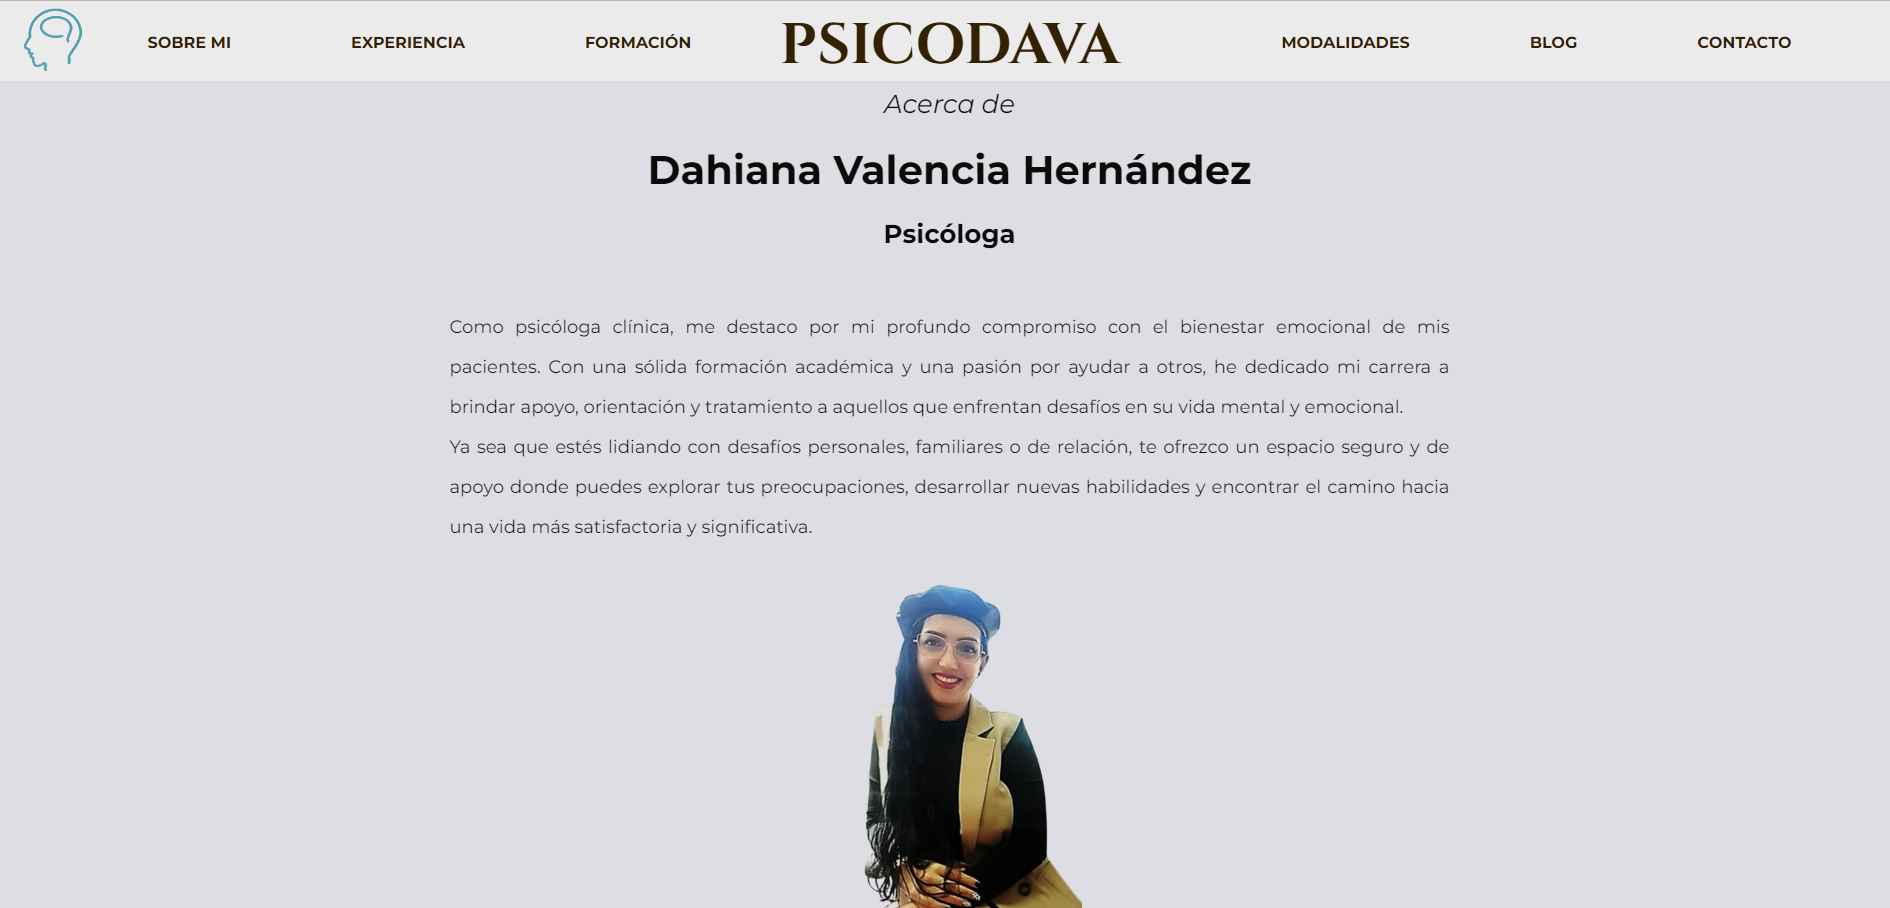 SOBRE MI
EXPERIENCIA
FORMACIÓN
PSICODAVA
MODALIDADES
BLOG
CONTACTO
Acerca de
Dahiana Valencia Hernández
Psicóloga
Como psicóloga clínica, me destaco por mi profundo compromiso con el bienestar emocional de mis
pacientes. Con una sólida formación académica y una pasión por ayudar a otros, he dedicado mi carrera a
brindar apoyo, orientación y tratamiento a aquellos que enfrentan desafíos en su vida mental y emocional.
Ya sea que estés lidiando con desafíos personales, familiares o de relación, te ofrezco un espacio seguro y de
apoyo donde puedes explorar tus preocupaciones, desarrollar nuevas habilidades y encontrar el camino hacia
una vida más satisfactoria y significativa.